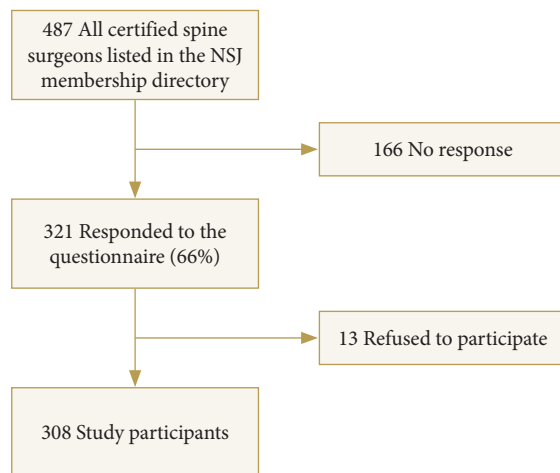 487 All certified spine
surgeons listed in the NSJ
membership directory
166 No response
321 Responded to the
questionnaire (66%)
13 Refused to participate
308 Study participants